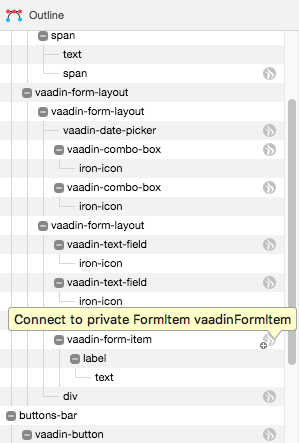 Outline
span
text
span
vaadin-form-layout
vaadin-form-layout
vaadin-date-picker
vaadin-combo-box
iron-icon
vaadin-combo-box
iron-icon
vaadin-form-layout
vaadin-text-field
iron-icon
vaadin-text-field
iron-icon
Connect to private FormItem vaadinFormItem
vaadin-form-item
label
text
div
buttons-bar
vaadin-button